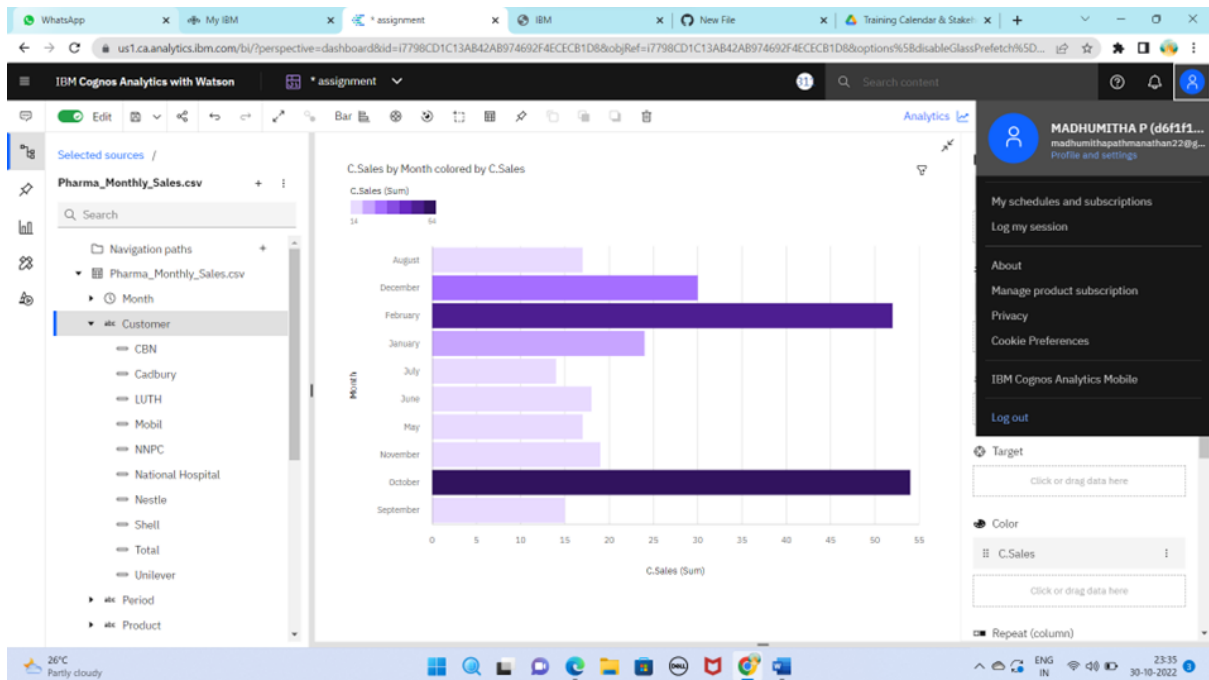 WhatsApp
My IBM
* assignment
IBM
New File
Training Calendar & Stakeh
us1.ca.analytics.ibm.com/bi/?perspective=dashboard&id=i7798CD1C13AB42AB974692F4ECECB1D8&objRef=i7798CD1C13AB42AB974692F4ECECB1D8&options%5BdisableGlassPrefetch%5D...
IBM Cognos Analytics with Watson
* assignment
Search content
Edit
Bar
Analytics
MADHUMITHA P (d6f1f1...
madhumithapathmanathan22@g...
Profile and settings
My schedules and subscriptions
Log my session
About
Manage product subscription
Privacy
Cookie Preferences
IBM Cognos Analytics Mobile
Log out
Selected sources /
Pharma_Monthly_Sales.csv
Search
Navigation paths
Pharma_Monthly_Sales.csv
Month
abc Customer
CBN
Cadbury
LUTH
Mobil
NNPC
National Hospital
Nestle
Shell
Total
Unilever
abc Period
abc Product
C.Sales by Month colored by C.Sales
C.Sales (Sum)
14 54
Month
August
December
February
January
July
June
May
November
October
September
0 5 10 15 20 25 30 35 40 45 50 55
C.Sales (Sum)
Target
Click or drag data here
Color
C.Sales
Click or drag data here
Repeat (column)
26°C
Partly cloudy
DELL
ENG
IN
23:35
30-10-2022
3